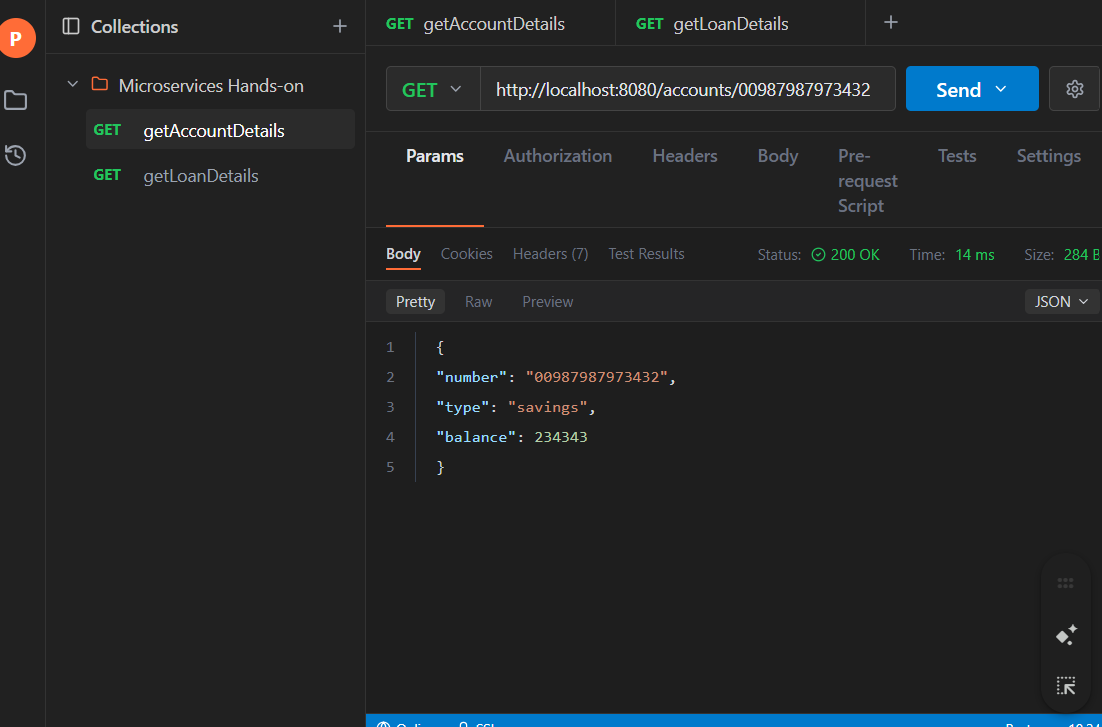 P
Collections
Microservices Hands-on
GET getAccountDetails
GET getLoanDetails
GET getAccountDetails GET getLoanDetails
GET http://localhost:8080/accounts/00987987973432 Send
Params Authorization Headers Body Pre-request Script Tests Settings
Body Cookies Headers (7) Test Results Status: 200 OK Time: 14 ms Size: 284 B
Pretty Raw Preview JSON
1 {
2 "number": "00987987973432",
3 "type": "savings",
4 "balance": 234343
5 }